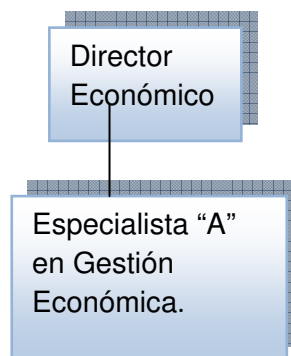 Director
Económico
Especialista “A”
en Gestión
Económica.